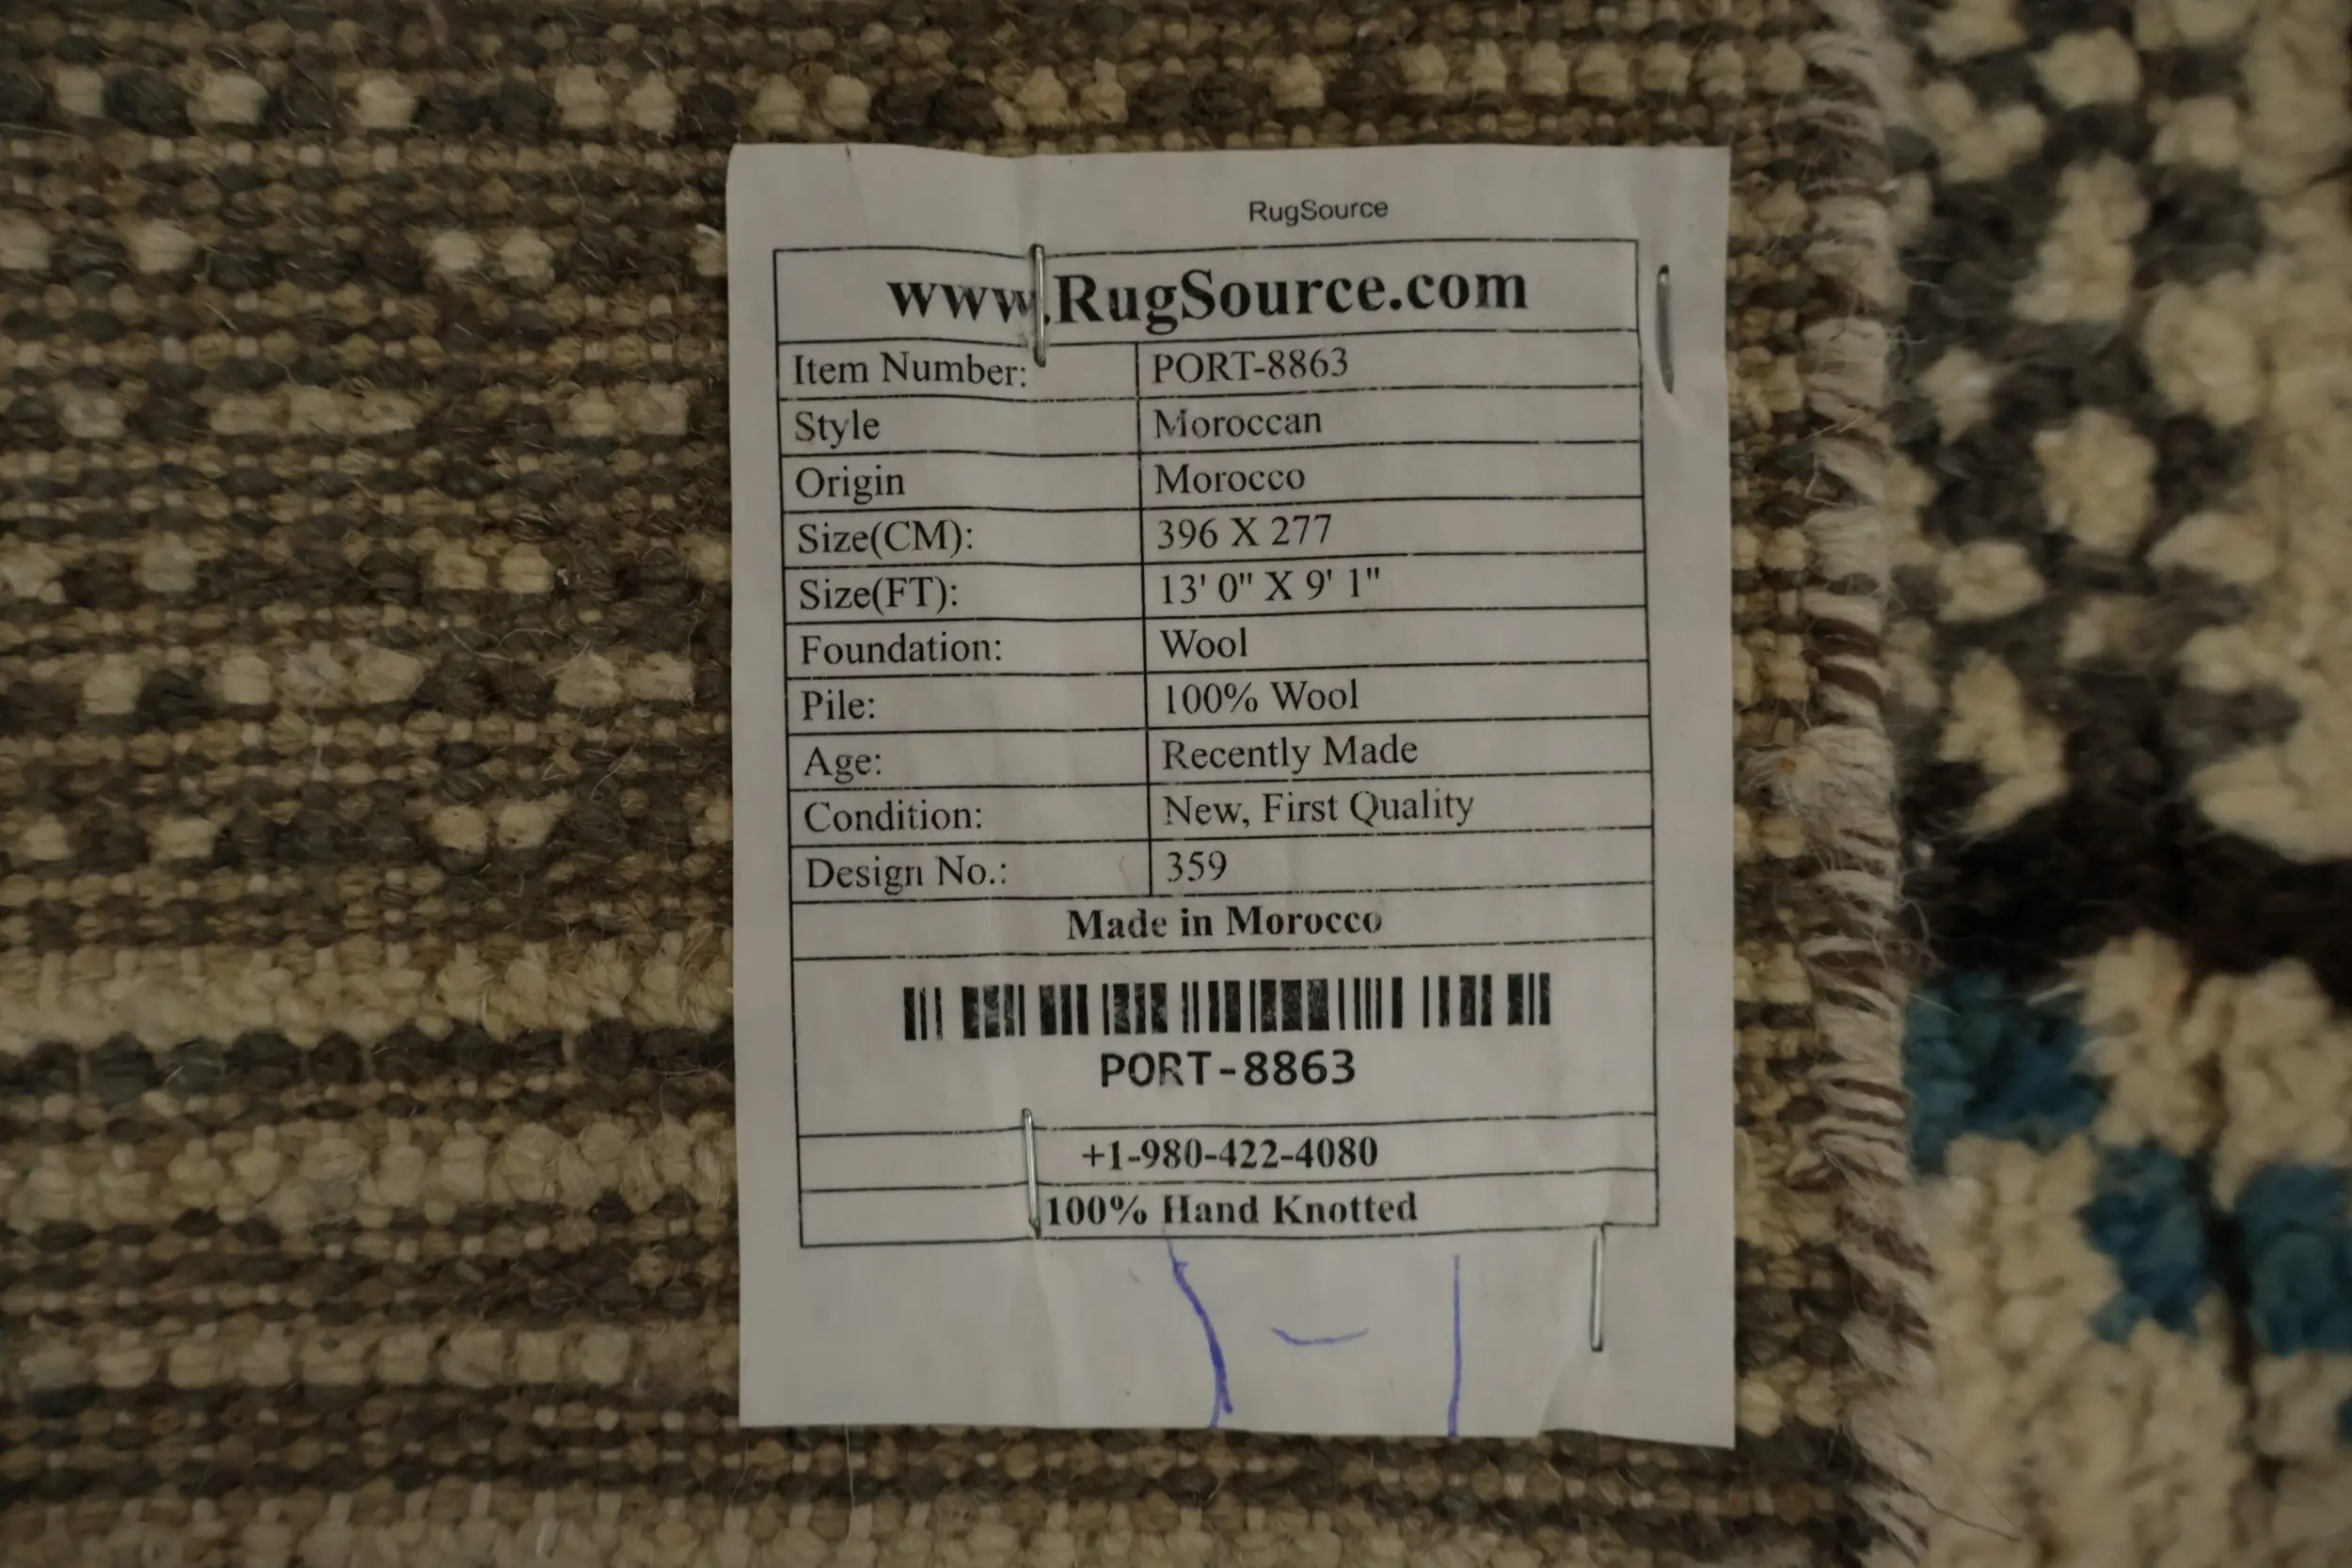 RugSource
www.RugSource.com
Item Number: PORT-8863
Style Moroccan
Origin Morocco
Size(CM): 396 X 277
Size(FT): 13' 0" X 9' 1"
Foundation: Wool
Pile: 100% Wool
Age: Recently Made
Condition: New, First Quality
Design No.: 359
Made in Morocco
PORT-8863
+1-980-422-4080
100% Hand Knotted